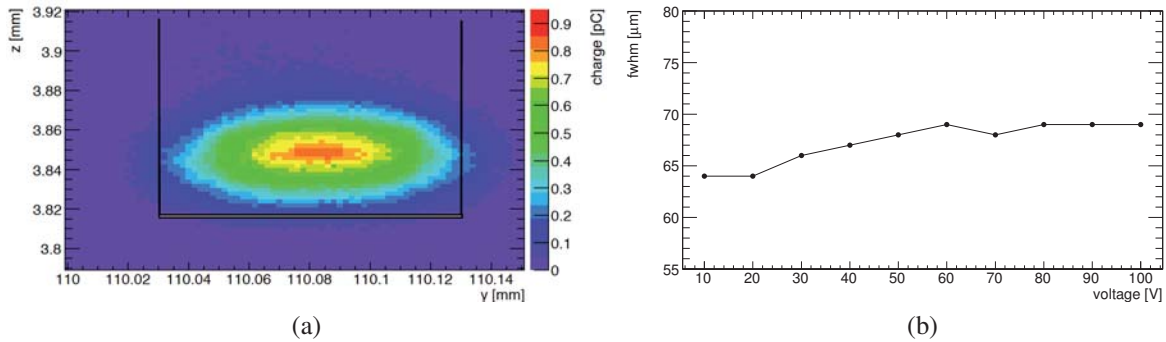 3.92
3.9
3.88
3.86
3.84
3.82
3.8
z [mm]
110 110.02 110.04 110.06 110.08 110.1 110.12 110.14
y [mm]
0.9
0.8
0.7
0.6
0.5
0.4
0.3
0.2
0.1
0
charge [pC]
(a)
80
75
70
65
60
55
fwhm [μm]
10 20 30 40 50 60 70 80 90 100
voltage [V]
(b)